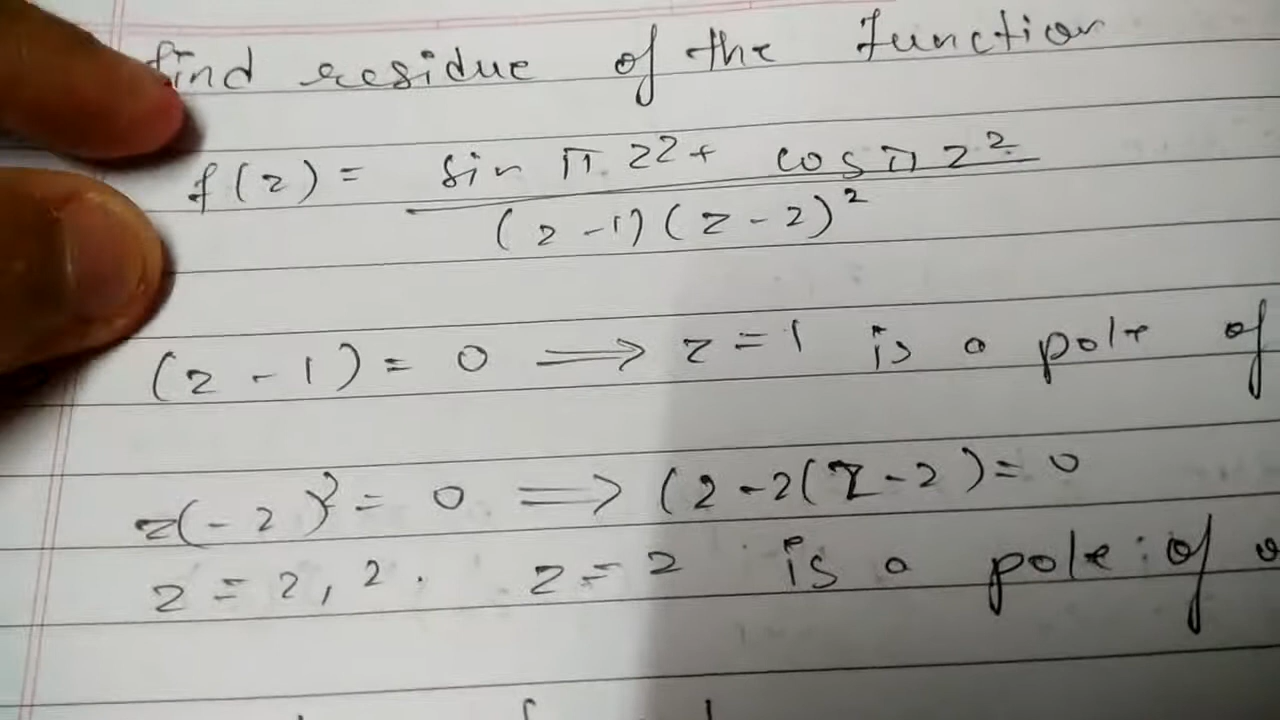 find residue of the function
f(z) = sin π z² + cos π z²
(z - 1) (z - 2)²
(z - 1) = 0 ⟹ z = 1 is a pole of
z(-2)² = 0 ⟹ (z - 2(z - 2) = 0
z = 2, 2. z = 2 is a pole of